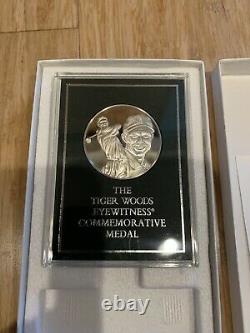 THE
TIGER WOODS
EYEWITNESS®
COMMEMORATIVE
MEDAL